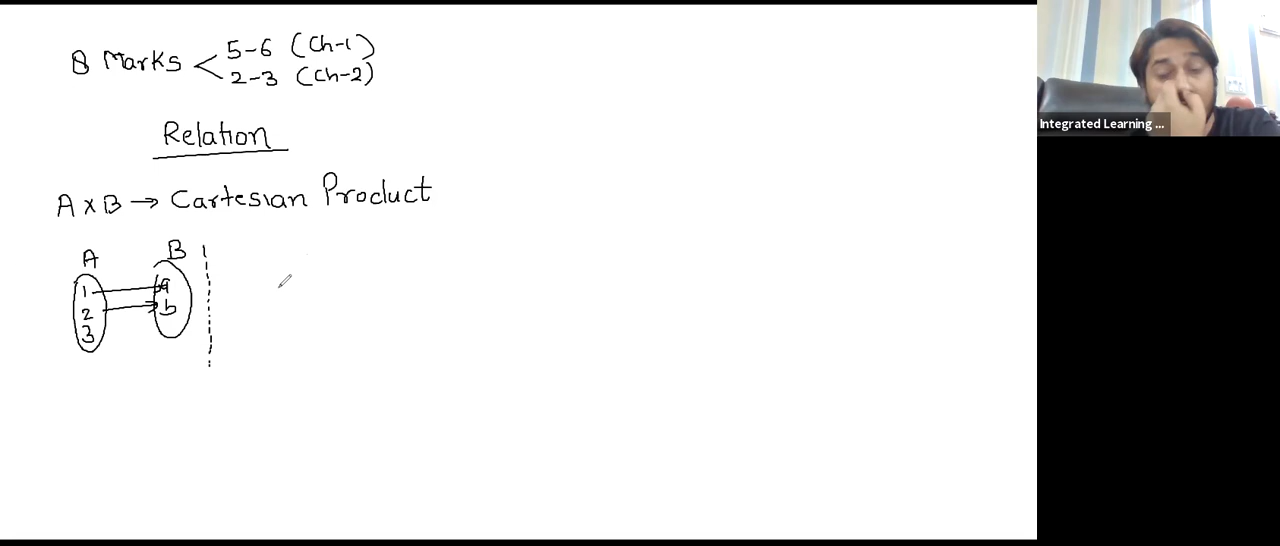 8 Marks < 5-6 (Ch-1)
2-3 (Ch-2)
Relation
A × B → Cartesian Product
A B
1 a
2 b
3
Integrated Learning ...